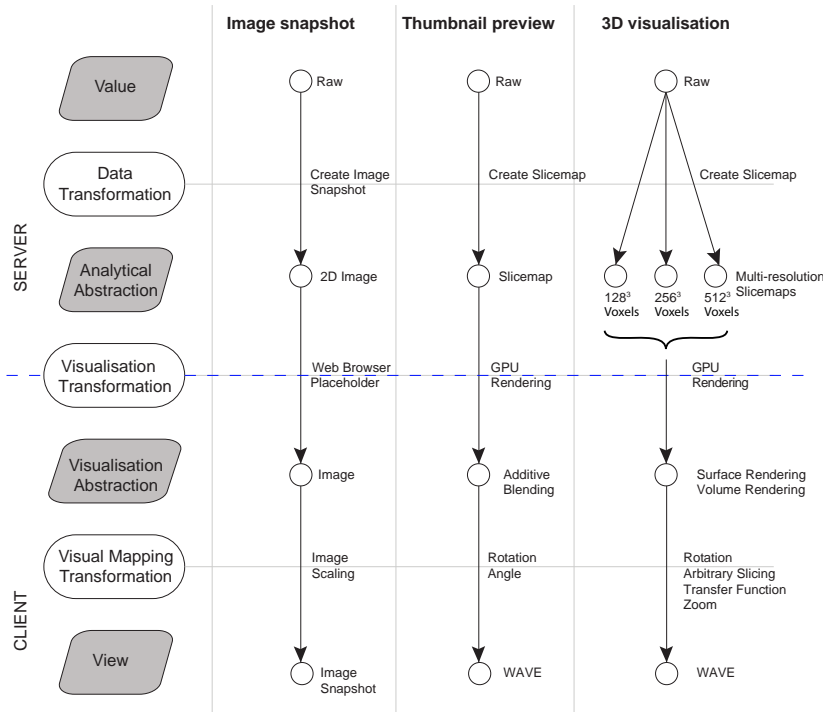 Image snapshot
Thumbnail preview
3D visualisation
Value
Raw
Raw
Raw
Data
Transformation
Create Image
Snapshot
Create Slicemap
Create Slicemap
SERVER
Analytical
Abstraction
2D Image
Slicemap
Multi-resolution
Slicemaps
128³
Voxels
256³
Voxels
512³
Voxels
Visualisation
Transformation
Web Browser
Placeholder
GPU
Rendering
GPU
Rendering
Visualisation
Abstraction
Image
Additive
Blending
Surface Rendering
Volume Rendering
CLIENT
Visual Mapping
Transformation
Image
Scaling
Rotation
Angle
Rotation
Arbitrary Slicing
Transfer Function
Zoom
View
Image
Snapshot
WAVE
WAVE